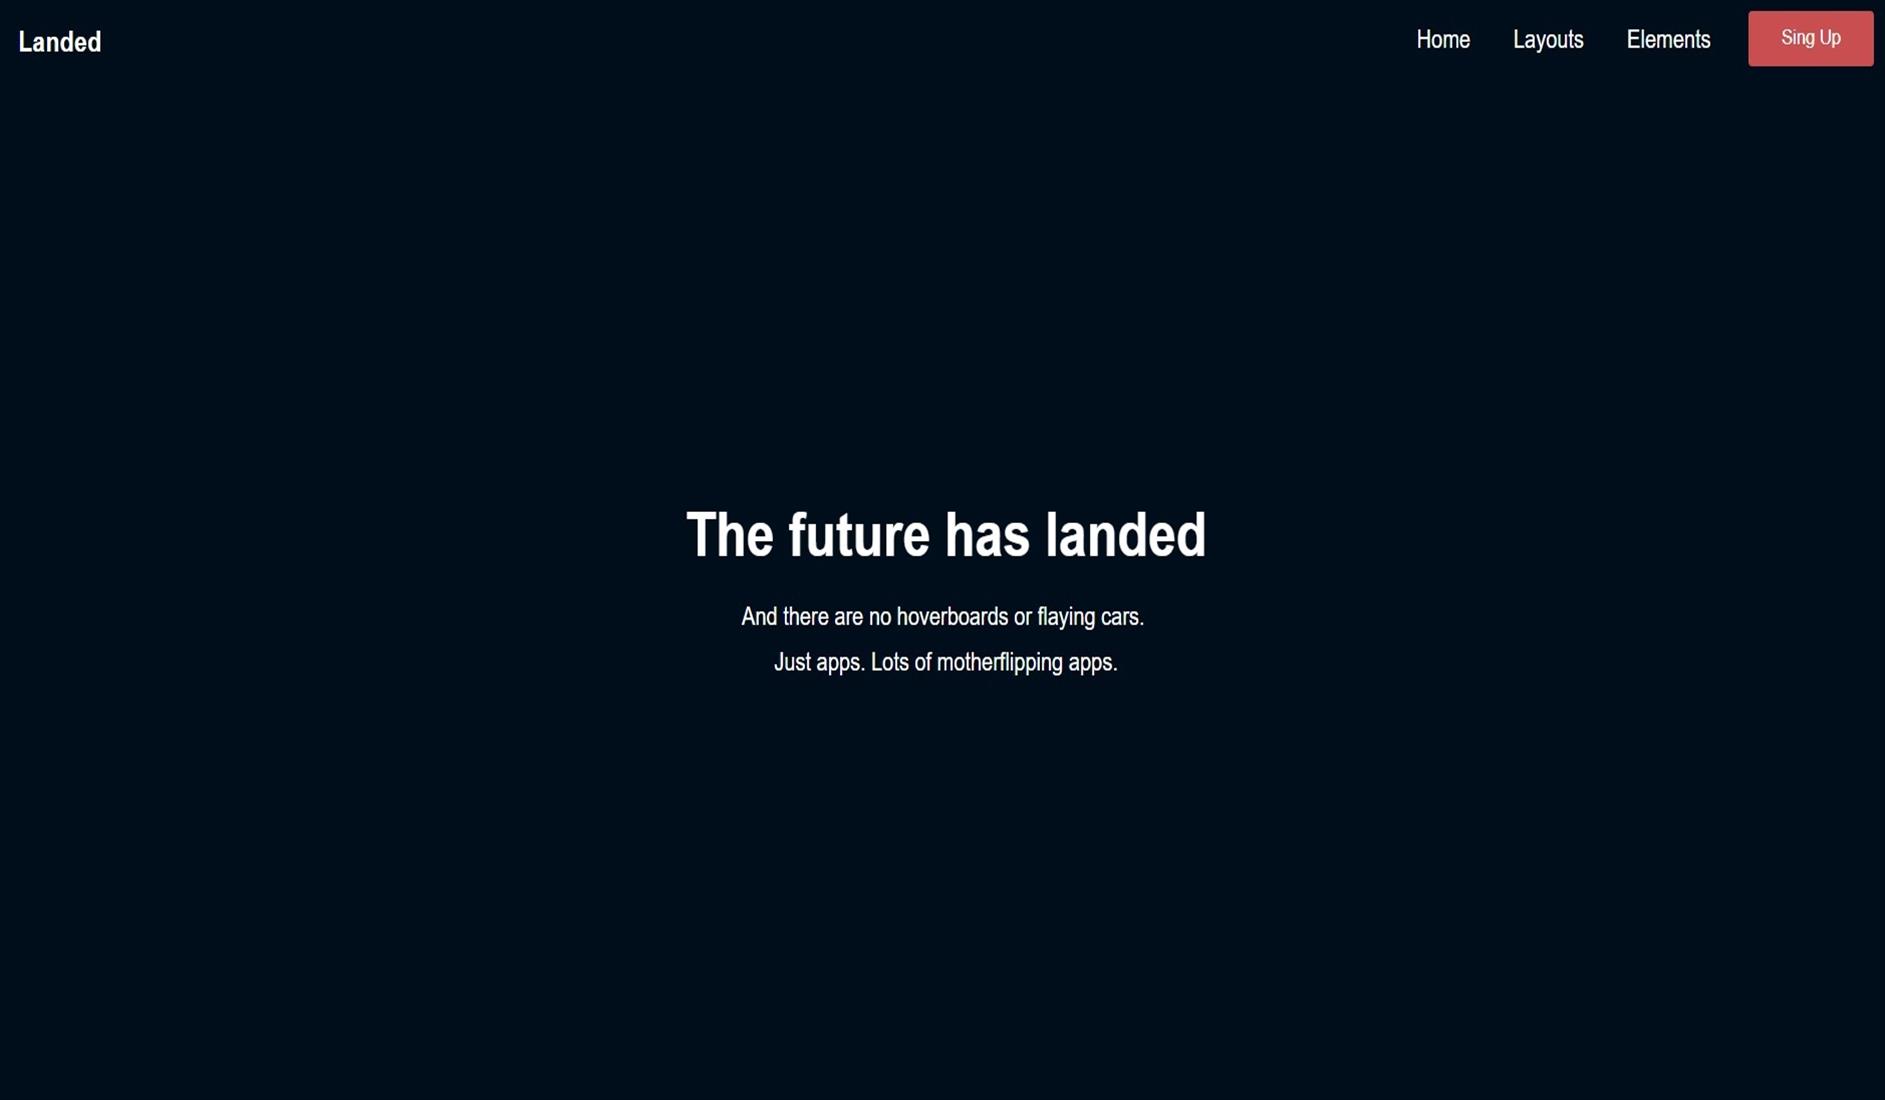 Landed
Home Layouts Elements Sing Up
The future has landed
And there are no hoverboards or flaying cars.
Just apps. Lots of motherflipping apps.